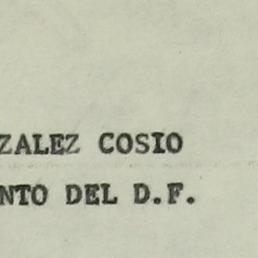 ZALEZ COSIO
NTO DEL D.F.